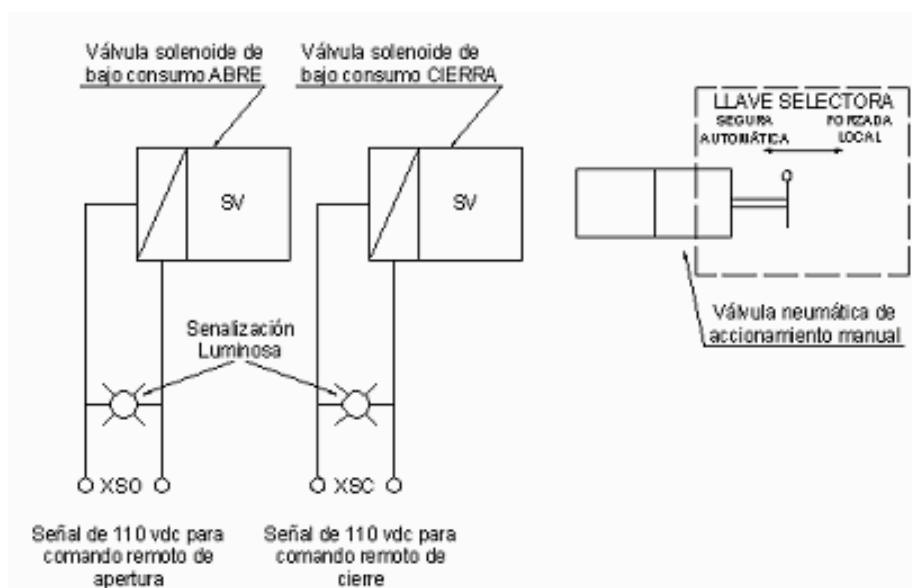 Válvula solenoide de
bajo consumo ABRE
Válvula solenoide de
bajo consumo CIERRA
LLAVE SELECTORA
SEGURA
AUTOMÁTICA
FORZADA
LOCAL
SV
SV
Válvula neumática de
accionamiento manual
Senalización
Luminosa
XSO
XSC
Señal de 110 vdc para
comando remoto de
apertura
Señal de 110 vdc para
comando remoto de
cierre